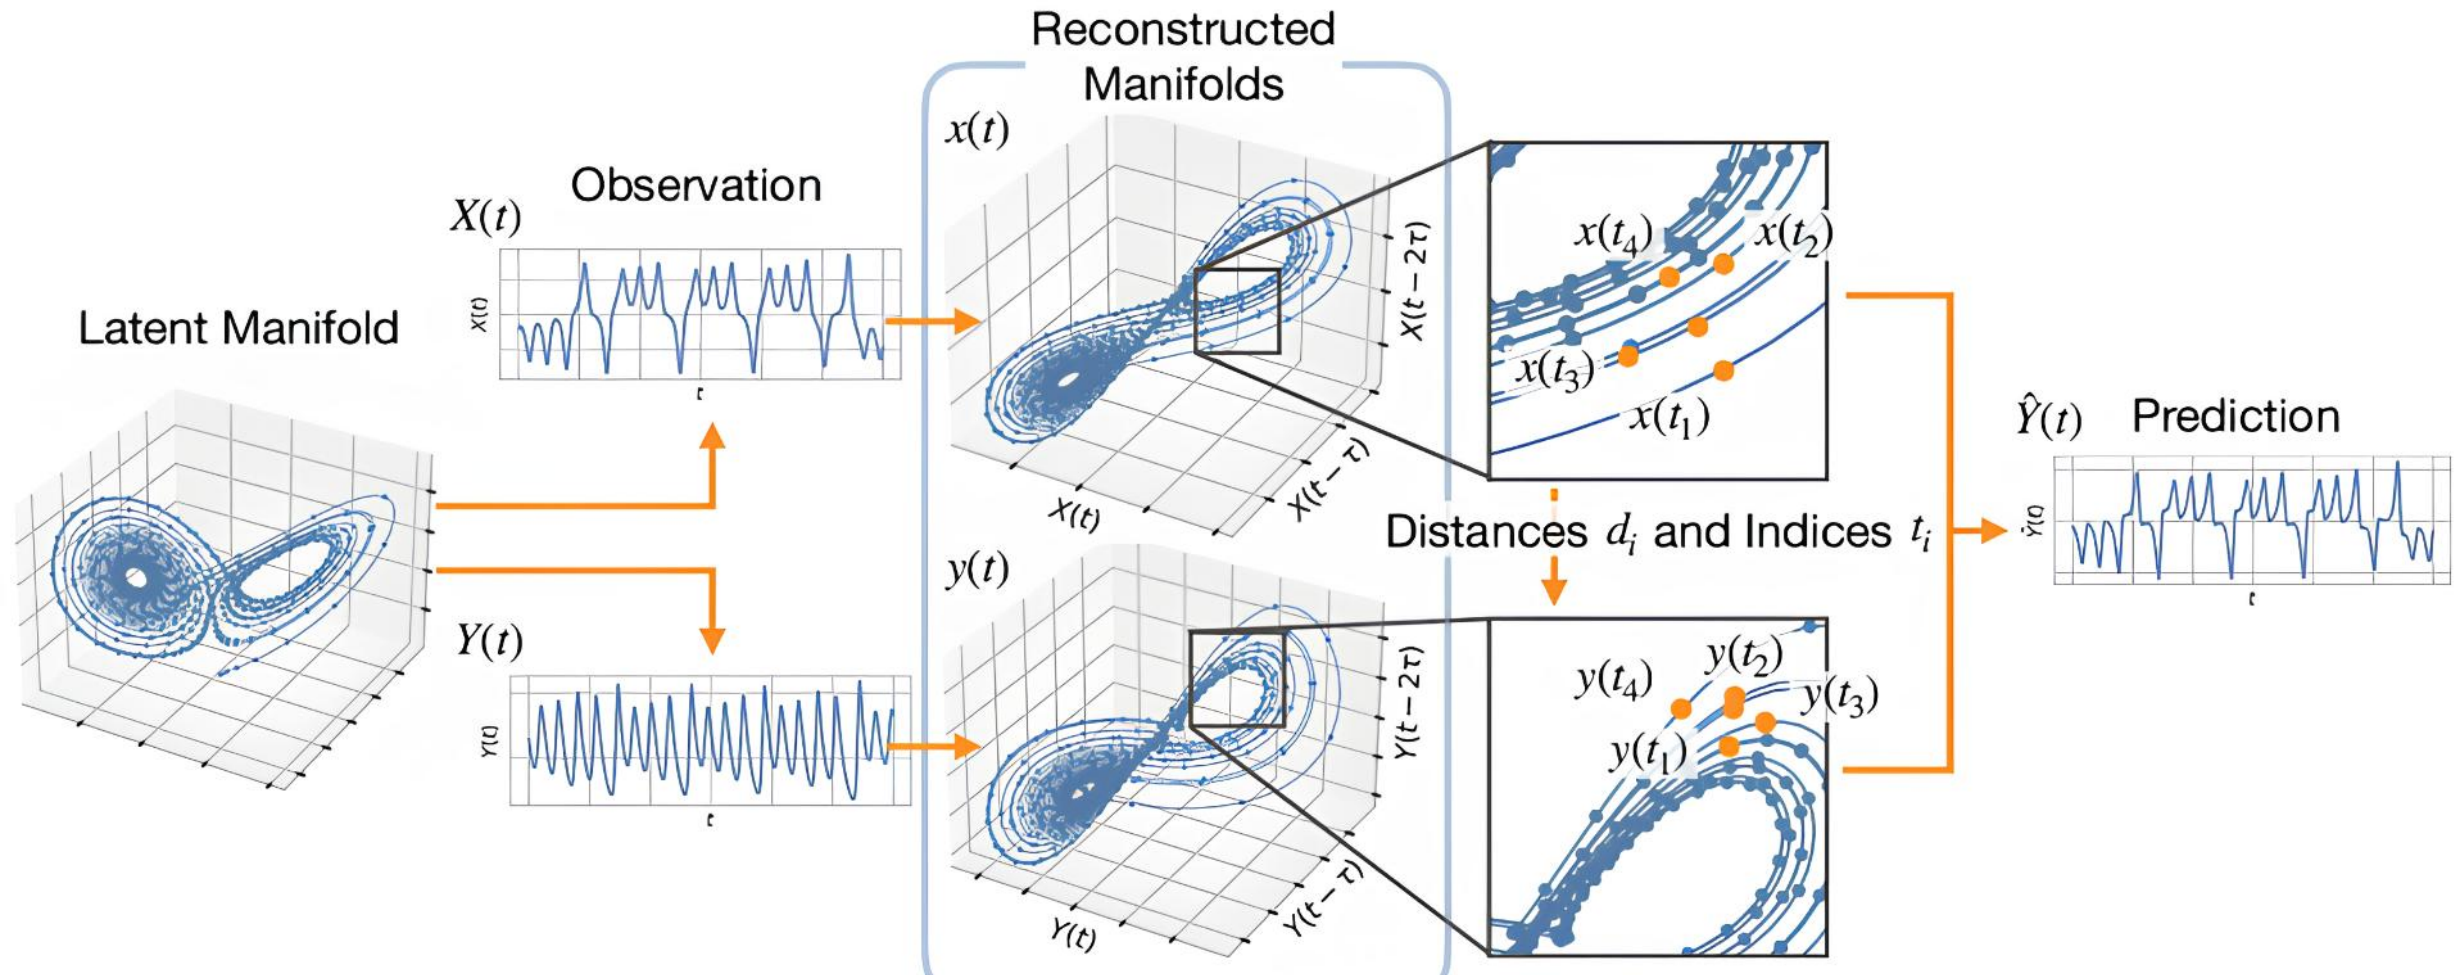 Reconstructed
Manifolds
x(t)
Observation
X(t)
X(t)
t
Latent Manifold
X(t)
X(t − τ)
X(t − 2τ)
x(t₄)
x(t₂)
x(t₃)
x(t₁)
Distances dᵢ and Indices tᵢ
Ŷ(t)
Prediction
Ŷ(t)
t
Y(t)
Y(t)
t
y(t)
Y(t)
Y(t − τ)
Y(t − 2τ)
y(t₄)
y(t₂)
y(t₃)
y(t₁)